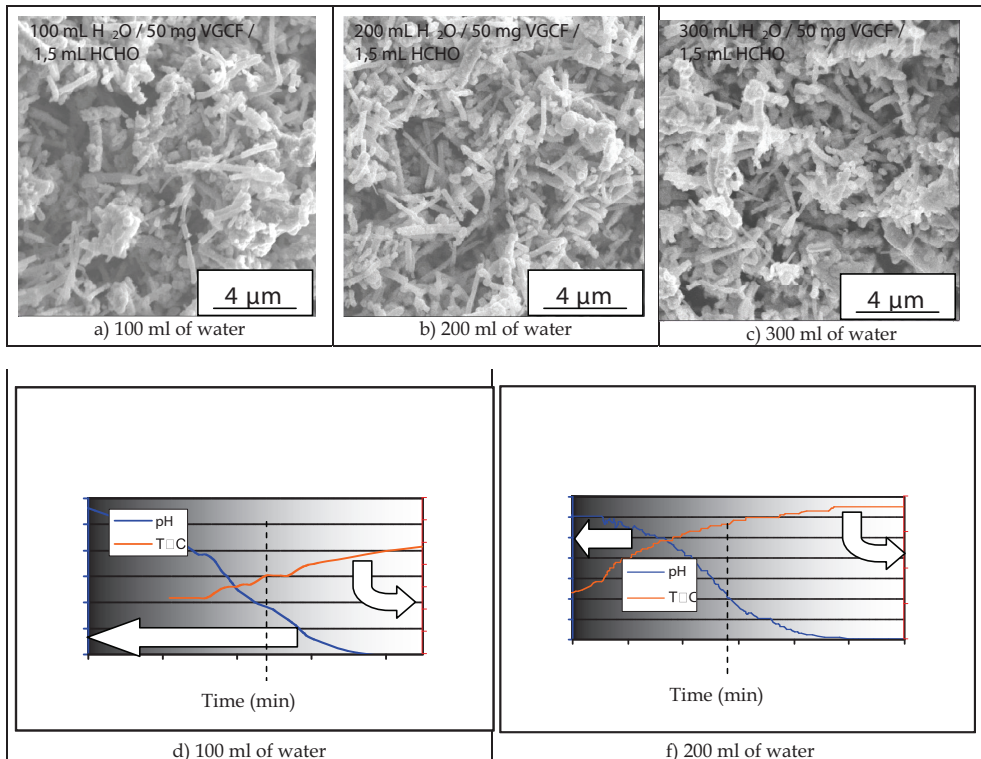 100 mL H ₂O / 50 mg VGCF /
1,5 mL HCHO
4 µm
a) 100 ml of water
200 mL H ₂O / 50 mg VGCF /
1,5 mL HCHO
4 µm
b) 200 ml of water
300 mL H ₂O / 50 mg VGCF /
1,5 mL HCHO
4 µm
c) 300 ml of water
pH
T□C
Time (min)
d) 100 ml of water
pH
T□C
Time (min)
f) 200 ml of water